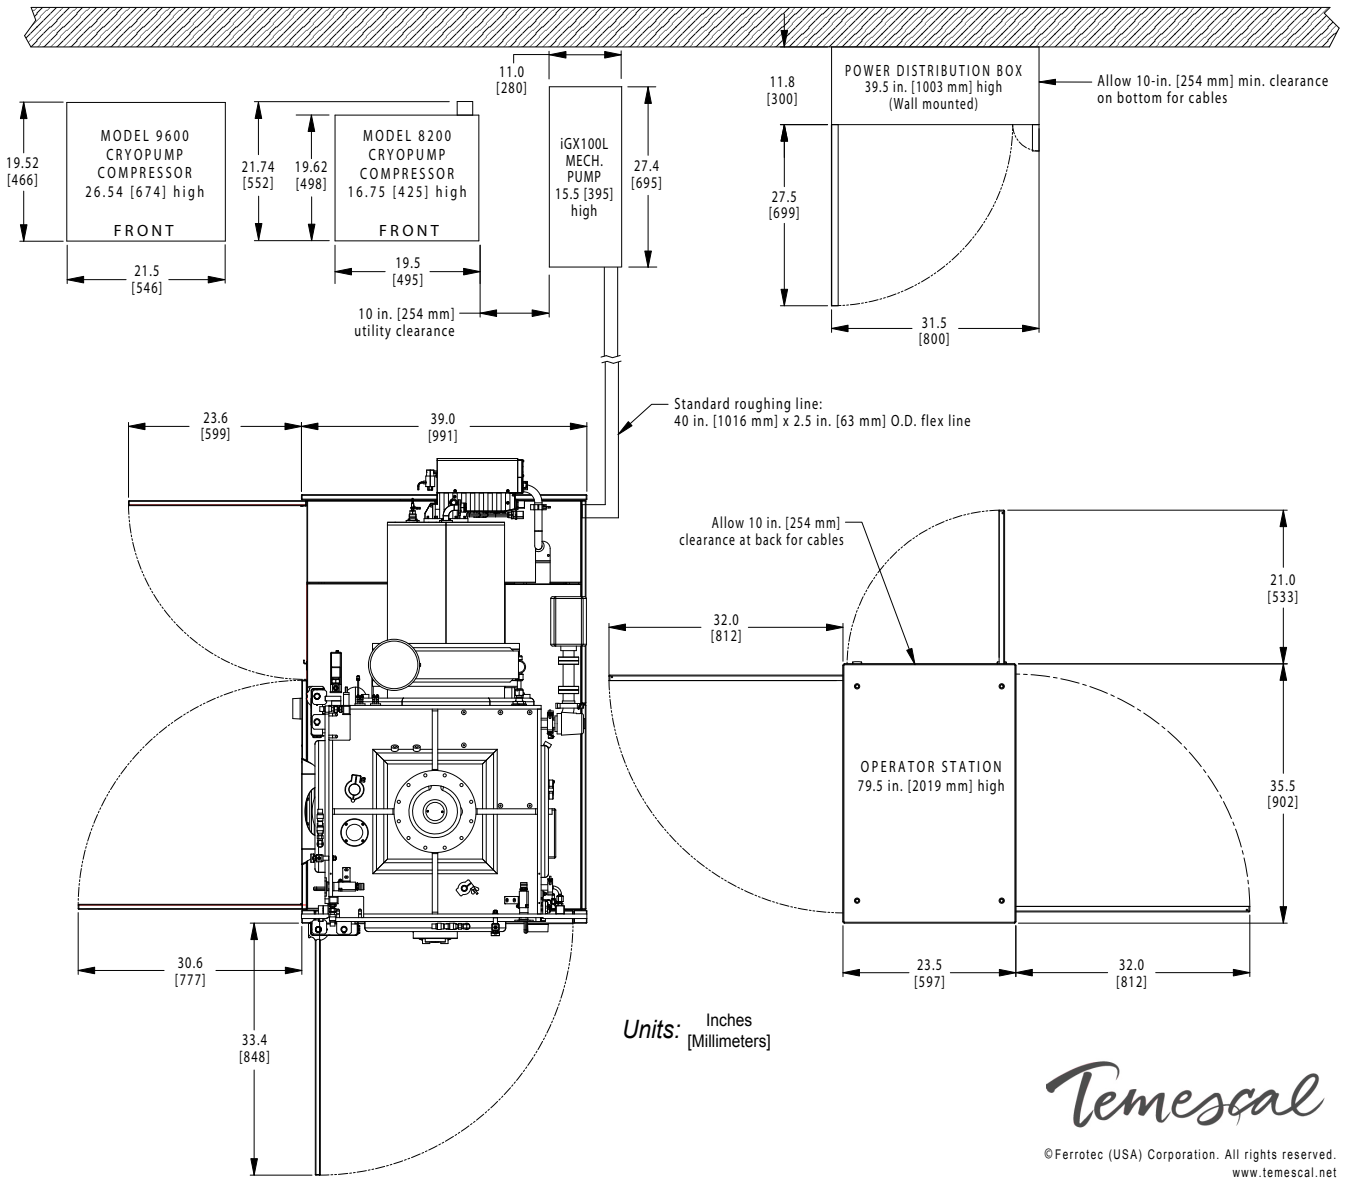 11.0
[280]
11.8
[300]
POWER DISTRIBUTION BOX
39.5 in. [1003 mm] high
(Wall mounted)
Allow 10-in. [254 mm] min. clearance
on bottom for cables
19.52
[466]
MODEL 9600
CRYOPUMP
COMPRESSOR
26.54 [674] high
FRONT
21.74
[552]
19.62
[498]
MODEL 8200
CRYOPUMP
COMPRESSOR
16.75 [425] high
FRONT
iGX100L
MECH.
PUMP
15.5 [395]
high
27.4
[695]
27.5
[699]
21.5
[546]
19.5
[495]
10 in. [254 mm]
utility clearance
31.5
[800]
Standard roughing line:
40 in. [1016 mm] x 2.5 in. [63 mm] O.D. flex line
23.6
[599]
39.0
[991]
Allow 10 in. [254 mm]
clearance at back for cables
21.0
[533]
32.0
[812]
OPERATOR STATION
79.5 in. [2019 mm] high
35.5
[902]
30.6
[777]
23.5
[597]
32.0
[812]
33.4
[848]
Units: Inches
[Millimeters]
Temescal
©Ferrotec (USA) Corporation. All rights reserved.
www.temescal.net